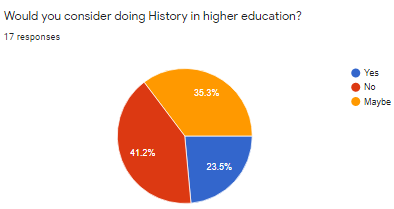 Would you consider doing History in higher education?
17 responses
Yes
No
Maybe
35.3%
41.2%
23.5%